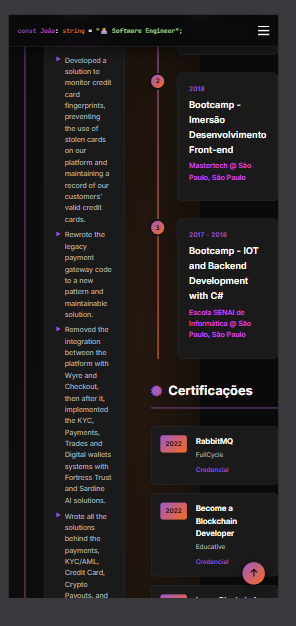 const João: string = "🧑‍💻 Software Engineer";
Developed a
solution to
monitor credit
card
fingerprints,
preventing
the use of
stolen cards
on our
platform and
maintaining a
record of our
customers'
valid credit
cards.
Rewrote the
legacy
payment
gateway code
to a new
pattern and
maintainable
solution.
Removed the
integration
between the
platform with
Wyre and
Checkout,
then after it,
implemented
the KYC,
Payments,
Trades and
Digital wallets
systems with
Fortress Trust
and Sardine
AI solutions.
Wrote all the
solutions
behind the
payments,
KYC/AML,
Credit Card,
Crypto
Payouts, and
2
2018
Bootcamp -
Imersão
Desenvolvimento
Front-end
Mastertech @ São
Paulo, São Paulo
3
2017 - 2018
Bootcamp - IOT
and Backend
Development
with C#
Escola SENAI de
Informática @ São
Paulo, São Paulo
Certificações
2022
RabbitMQ
FullCycle
Credencial
2022
Become a
Blockchain
Developer
Educative
Credencial
2022